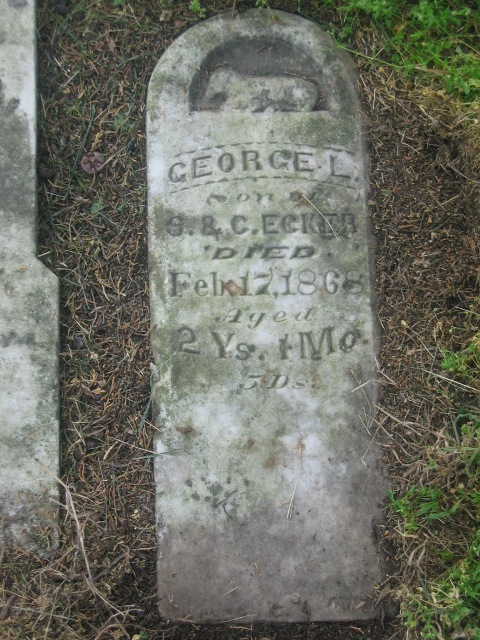 GEORGE L.
Son of
S. & C. ECKER
DIED
Feb. 17, 1868
Aged
2 Ys. 1 Mo.
5 Ds.